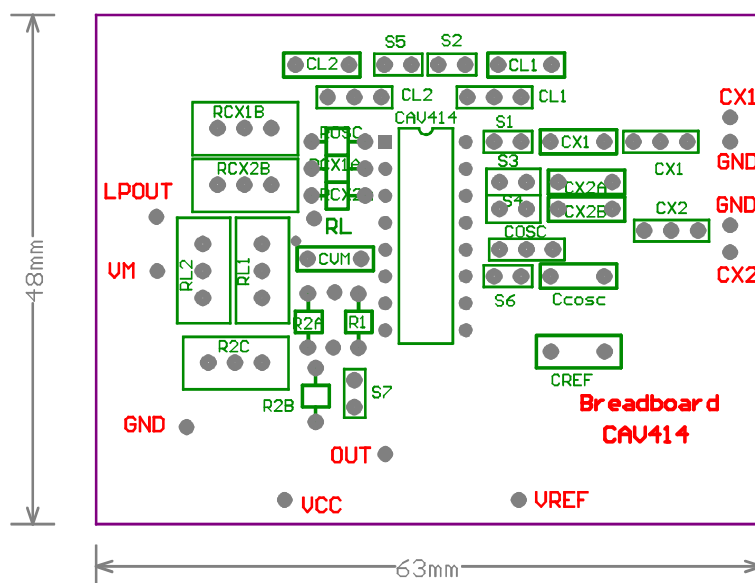 S5
S2
CL2
CL1
CX1
CL2
CL1
RCX1B
CAV414
S1
ROSC
CX1
GND
RCX1A
S3
CX1
RCX2B
LPOUT
RCX2A
CX2A
S4
CX2B
GND
CX2
RL
COSC
VM
RL2
RL1
CVM
CX2
S6
Ccosc
48mm
R2A
R1
R2C
CREF
S7
R2B
Breadboard
CAV414
GND
OUT
VCC
VREF
63mm